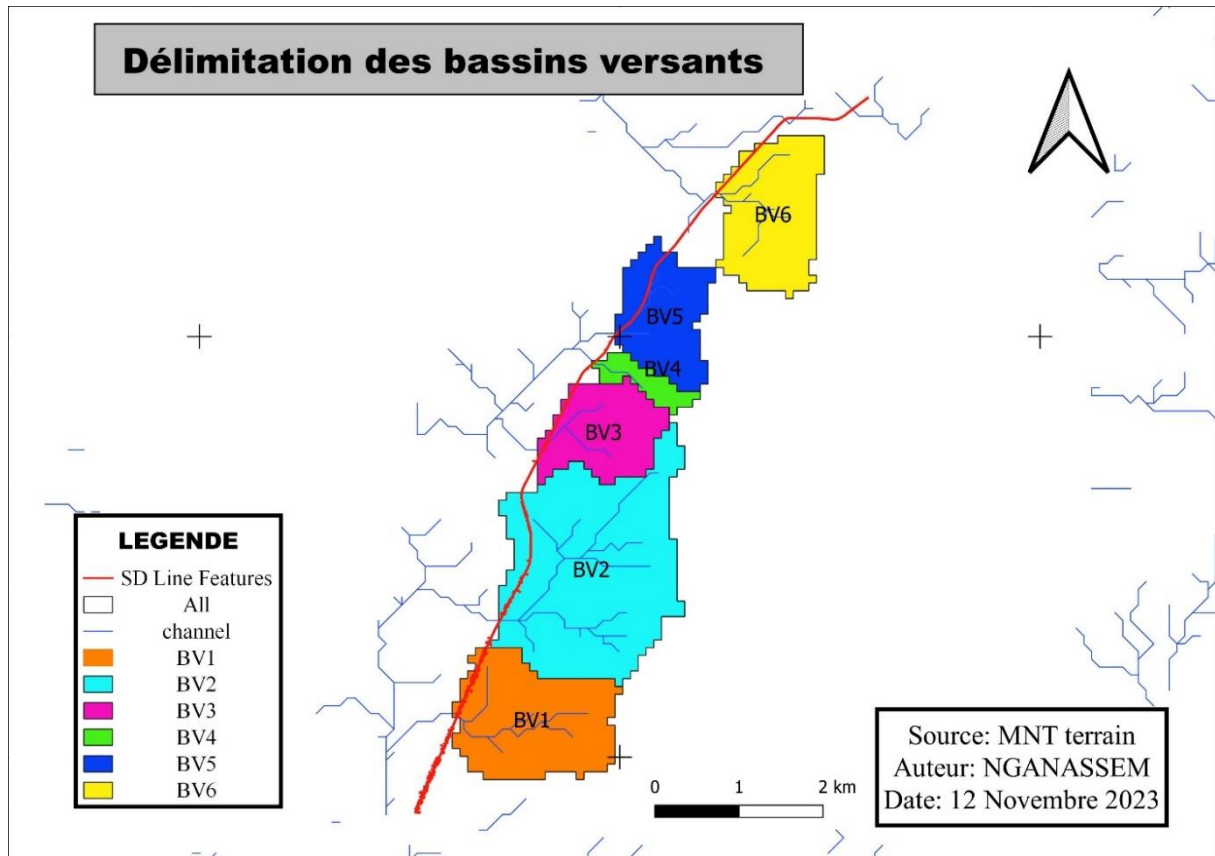 Délimitation des bassins versants
BV6
BV5
BV4
BV3
BV2
BV1
LEGENDE
SD Line Features
All
channel
BV1
BV2
BV3
BV4
BV5
BV6
0 1 2 km
Source: MNT terrain
Auteur: NGANASSEM
Date: 12 Novembre 2023